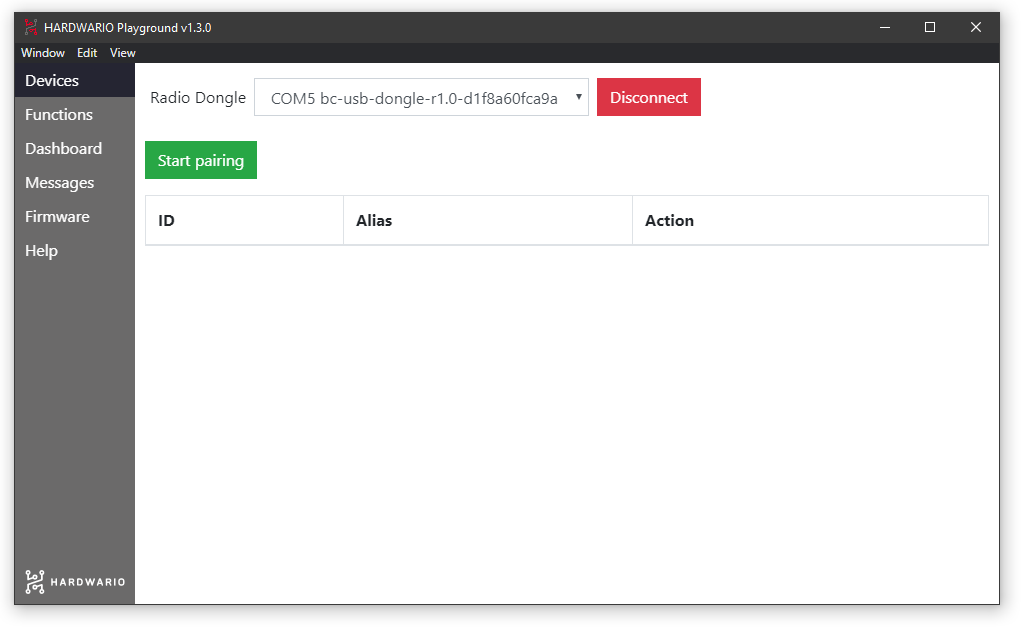 HARDWARIO Playground v1.3.0
Window Edit View
Devices
Functions
Dashboard
Messages
Firmware
Help
HARDWARIO
Radio Dongle COM5 bc-usb-dongle-r1.0-d1f8a60fca9a Disconnect
Start pairing
ID Alias Action